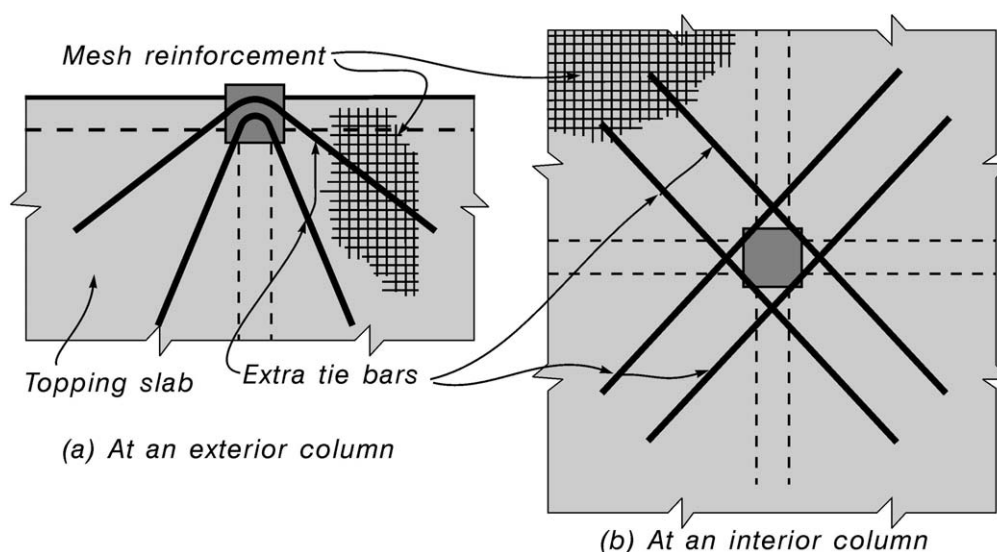 Mesh reinforcement
Topping slab
Extra tie bars
(a) At an exterior column
(b) At an interior column